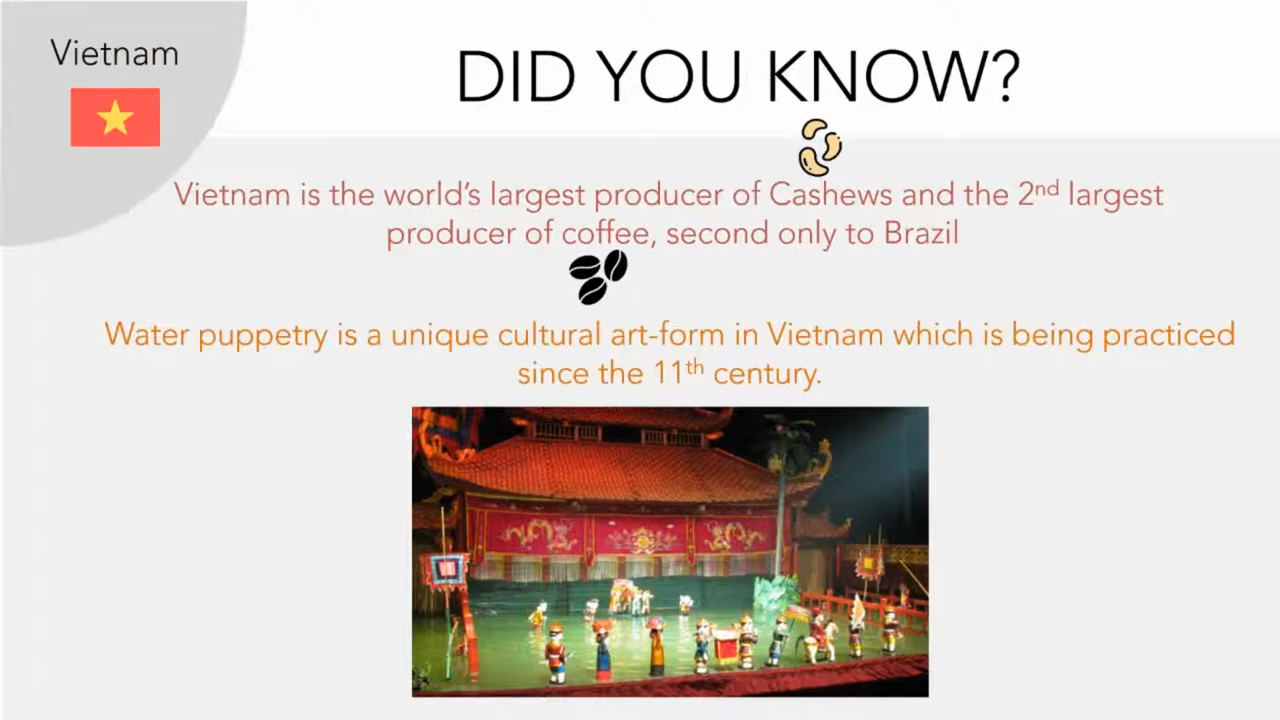 Vietnam
DID YOU KNOW?
Vietnam is the world’s largest producer of Cashews and the 2nd largest
producer of coffee, second only to Brazil
Water puppetry is a unique cultural art-form in Vietnam which is being practiced
since the 11th century.